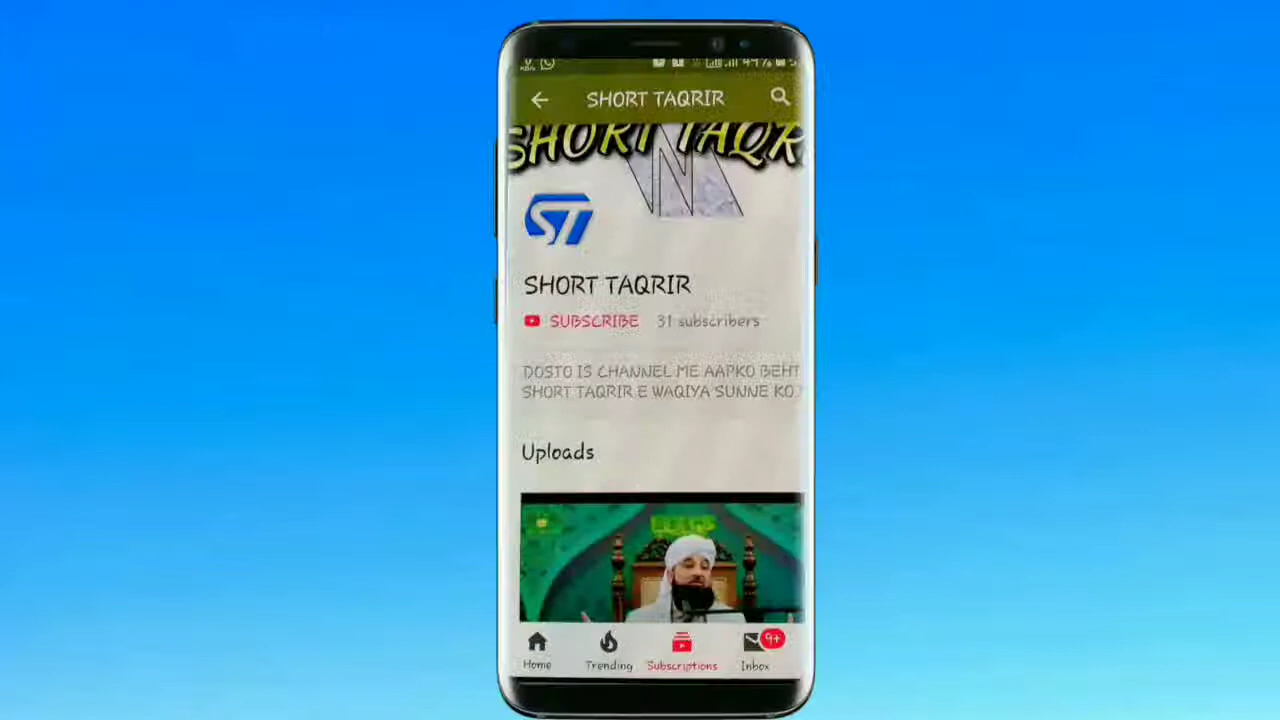 SHORT TAQRIR
SHORT TAQR
ST
SHORT TAQRIR
SUBSCRIBE 31 subscribers
DOSTO IS CHANNEL ME AAPKO BEHT
SHORT TAQRIR E WAQIYA SUNNE KO
Uploads
Home Trending Subscriptions Inbox 9+